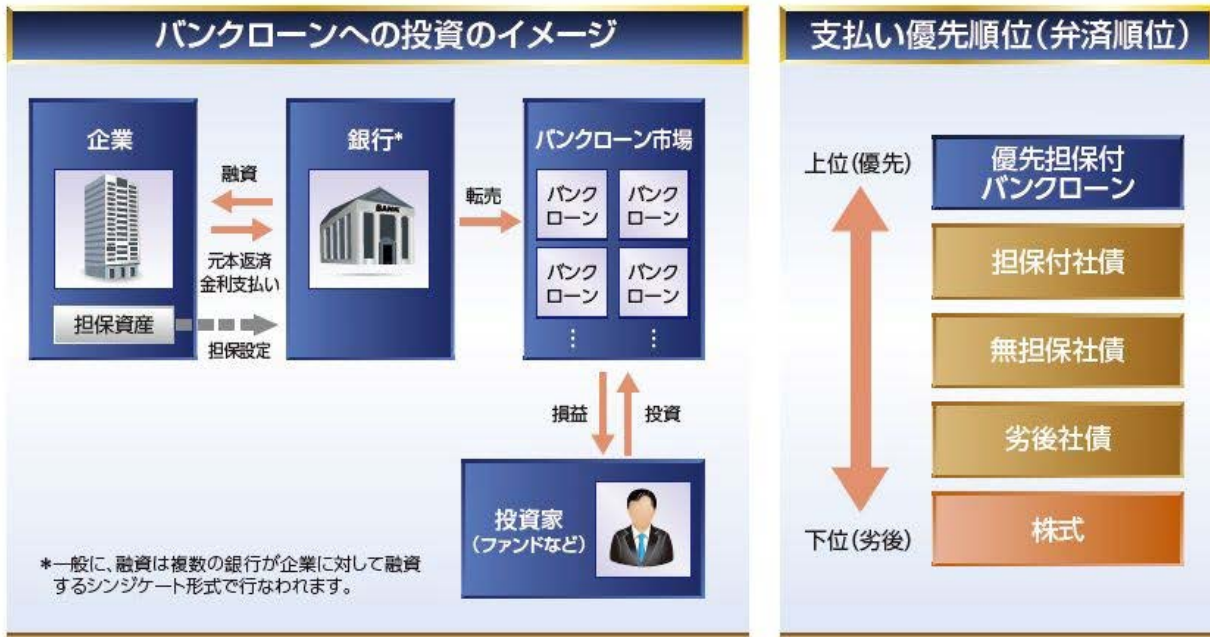 バンクローンへの投資のイメージ
企業
融資
元本返済
金利支払い
担保資産
担保設定
銀行*
BANK
転売
バンクローン市場
バンク
ローン
バンク
ローン
バンク
ローン
バンク
ローン
⋮
⋮
損益
投資
投資家
(ファンドなど)
*一般に、融資は複数の銀行が企業に対して融資
するシンジケート形式で行なわれます。
支払い優先順位(弁済順位)
上位(優先)
下位(劣後)
優先担保付
バンクローン
担保付社債
無担保社債
劣後社債
株式